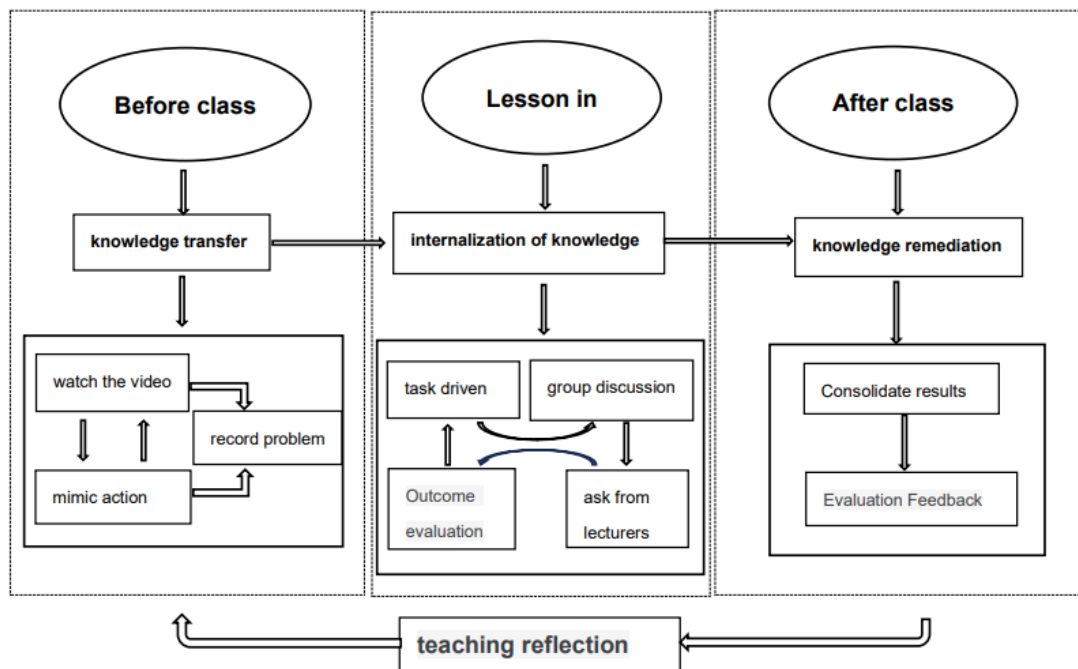 Before class
Lesson in
After class
knowledge transfer
internalization of knowledge
knowledge remediation
watch the video
record problem
mimic action
task driven
group discussion
Outcome
evaluation
ask from
lecturers
Consolidate results
Evaluation Feedback
teaching reflection